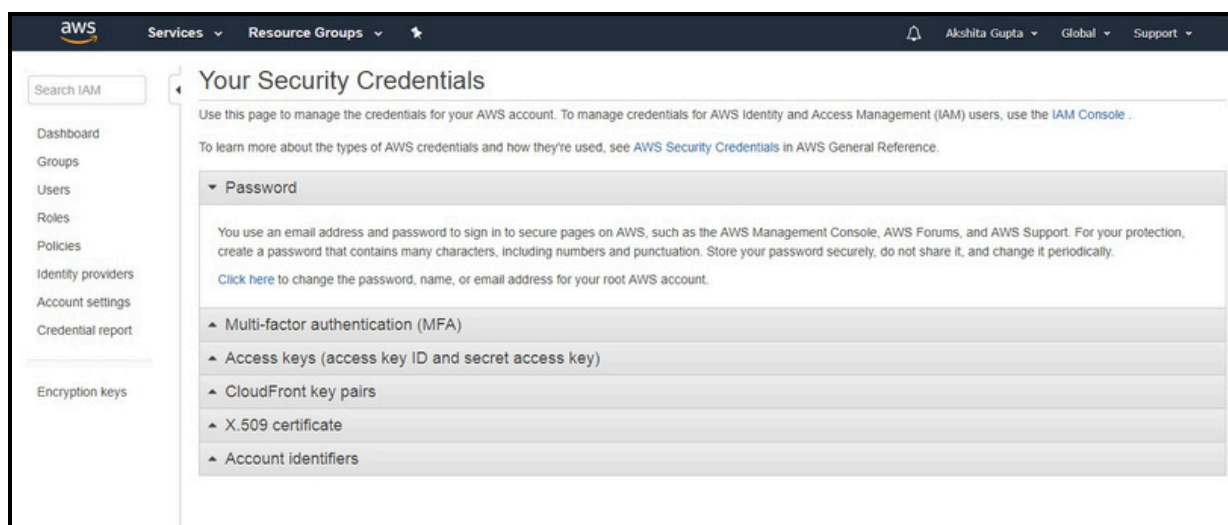 aws
Services
Resource Groups
Akshita Gupta
Global
Support
Search IAM
Dashboard
Groups
Users
Roles
Policies
Identity providers
Account settings
Credential report
Encryption keys
Your Security Credentials
Use this page to manage the credentials for your AWS account. To manage credentials for AWS Identity and Access Management (IAM) users, use the IAM Console .
To learn more about the types of AWS credentials and how they're used, see AWS Security Credentials in AWS General Reference.
Password
You use an email address and password to sign in to secure pages on AWS, such as the AWS Management Console, AWS Forums, and AWS Support. For your protection,
create a password that contains many characters, including numbers and punctuation. Store your password securely, do not share it, and change it periodically.
Click here to change the password, name, or email address for your root AWS account.
Multi-factor authentication (MFA)
Access keys (access key ID and secret access key)
CloudFront key pairs
X.509 certificate
Account identifiers